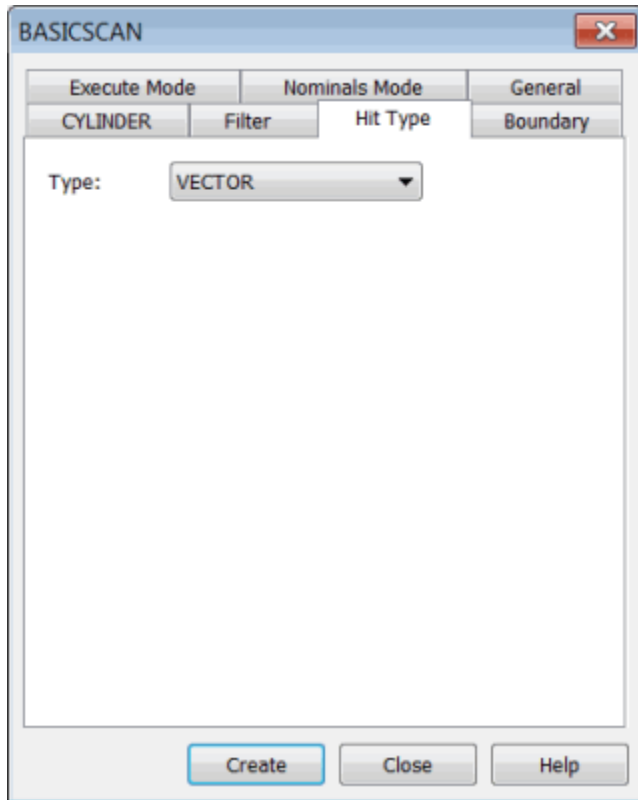 BASICSCAN
Execute Mode Nominals Mode General
CYLINDER Filter Hit Type Boundary
Type: VECTOR
Create Close Help